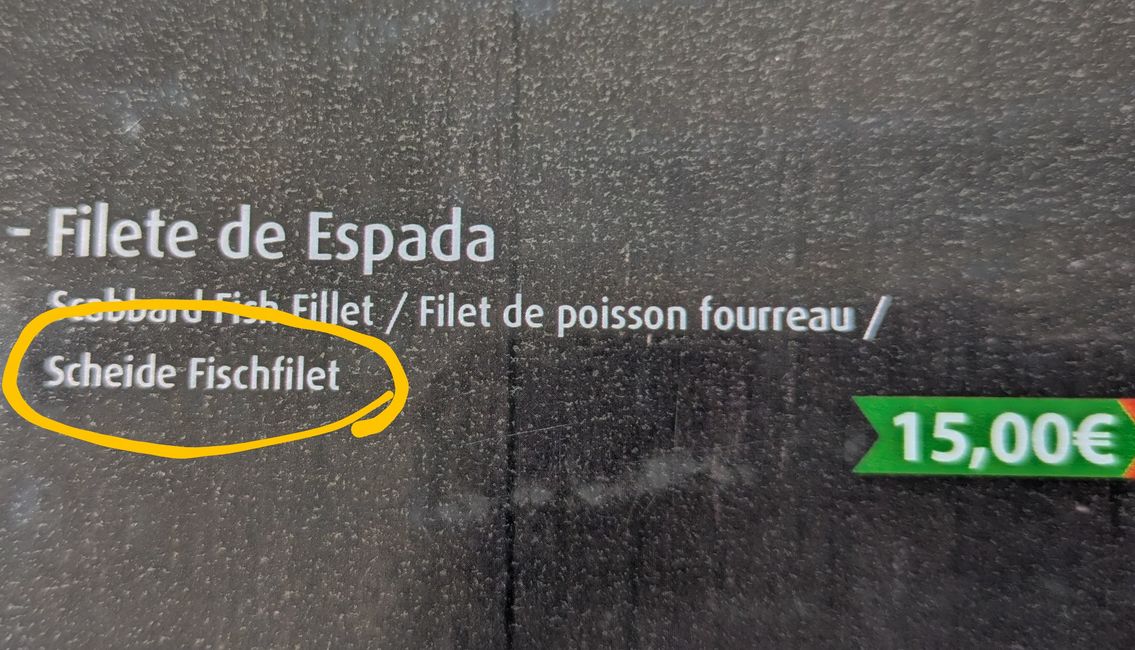 - Filete de Espada
Scabbard Fish Fillet / Filet de poisson fourreau /
Scheide Fischfilet
15,00€